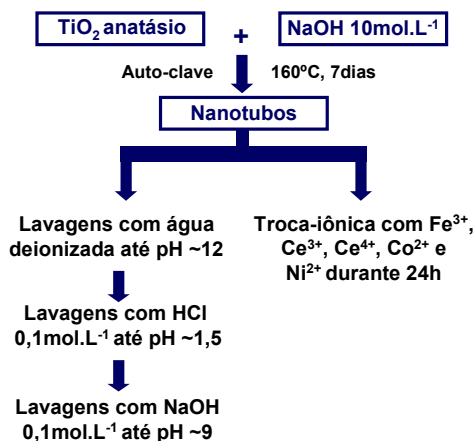 TiO₂ anatásio
+
NaOH 10mol.L⁻¹
Auto-clave
160ºC, 7dias
Nanotubos
Lavagens com água
deionizada até pH ~12
Troca-iônica com Fe³⁺,
Ce³⁺, Ce⁴⁺, Co²⁺ e
Ni²⁺ durante 24h
Lavagens com HCl
0,1mol.L⁻¹ até pH ~1,5
Lavagens com NaOH
0,1mol.L⁻¹ até pH ~9